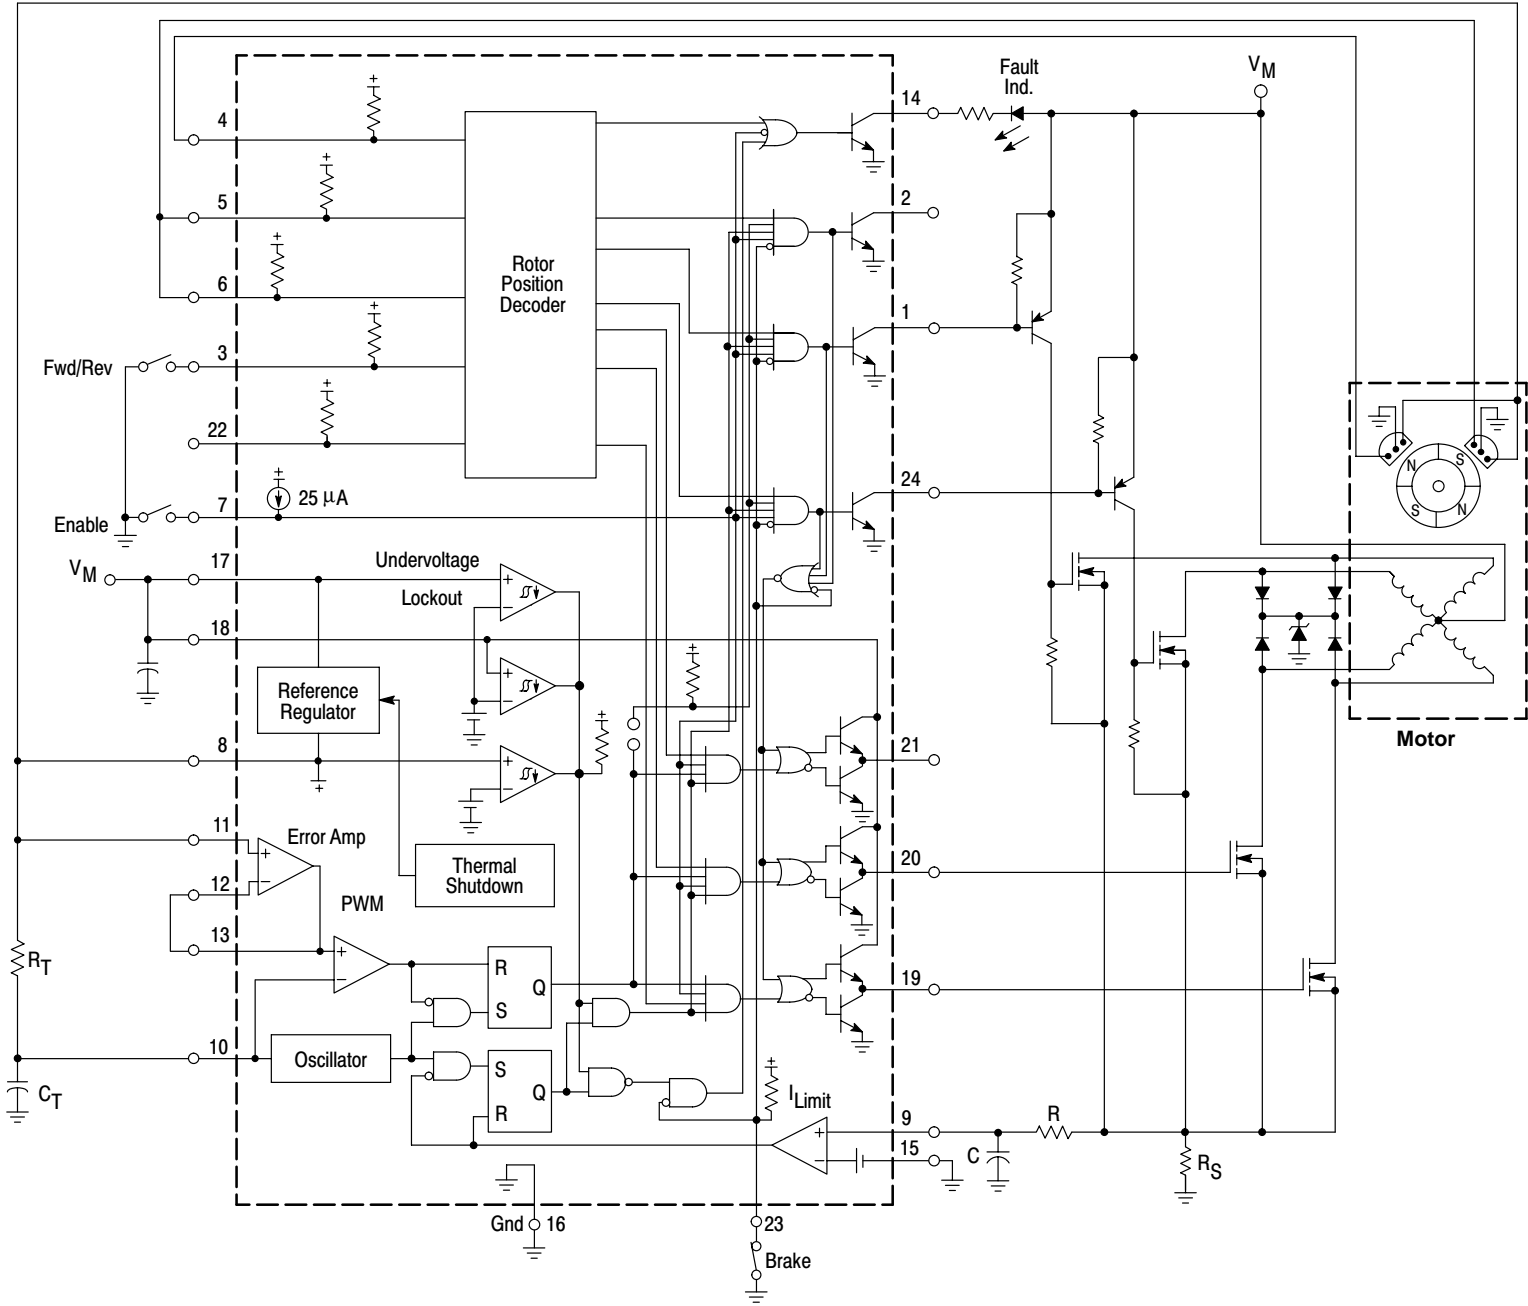 V_M
Fault
Ind.
14
4
2
5
Rotor
Position
Decoder
6
1
3
Fwd/Rev
22
24
N
S
S
N
25 µA
7
Enable
17
V_M
Undervoltage
Lockout
18
Reference
Regulator
Motor
8
21
11
Error Amp
Thermal
Shutdown
20
12
PWM
13
R_T
R
Q
S
19
10
Oscillator
C_T
S
Q
R
I_Limit
9
R
15
C
R_S
Gnd
16
23
Brake
+
+
+
+
+
+
+
−
+
−
+
+
−
+
+
+
−
+
−
+
+
−